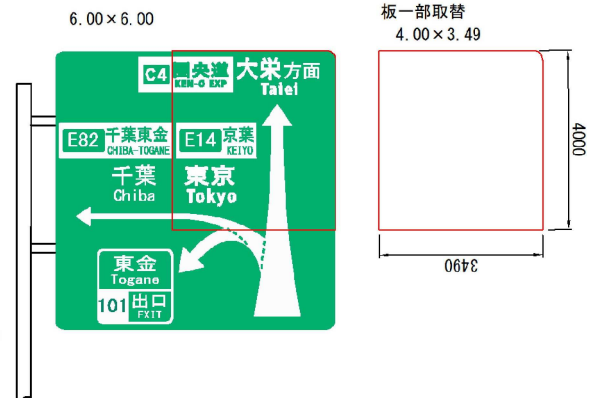 6.00×6.00
板一部取替
4.00×3.49
C4 圏央道 大栄方面
KEN-O EXP Taiei
E82 千葉東金 E14 京葉
CHIBA-TOGANE KEIYO
千葉 東京
Chiba Tokyo
東金
Togane
101 出口
EXIT
4000
3490